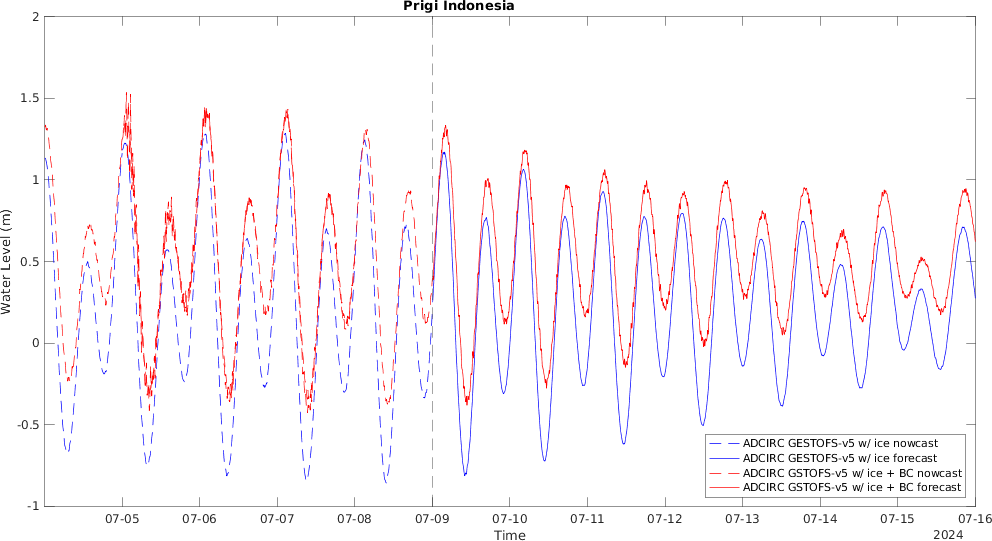 Prigi Indonesia
2
1.5
1
0.5
0
-0.5
-1
Water Level (m)
07-05 07-06 07-07 07-08 07-09 07-10 07-11 07-12 07-13 07-14 07-15 07-16
Time
2024
ADCIRC GESTOFS-v5 w/ ice nowcast
ADCIRC GESTOFS-v5 w/ ice forecast
ADCIRC GSTOFS-v5 w/ ice + BC nowcast
ADCIRC GSTOFS-v5 w/ ice + BC forecast